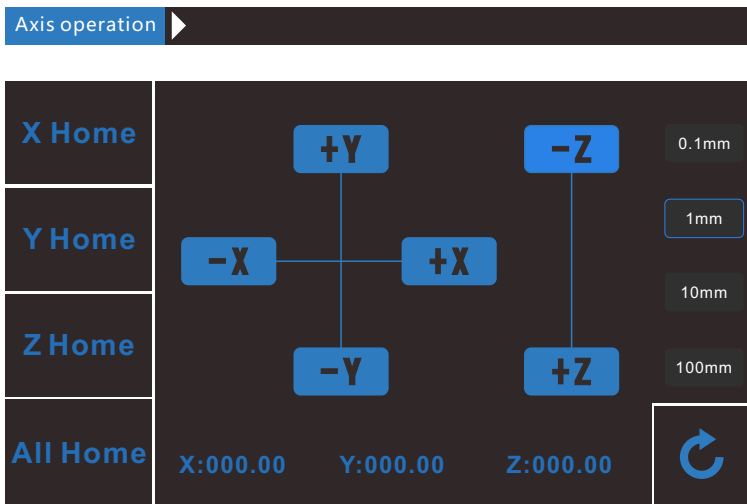 Axis operation
X Home
Y Home
Z Home
All Home
+Y
-X
+X
-Y
-Z
+Z
0.1mm
1mm
10mm
100mm
X:000.00
Y:000.00
Z:000.00